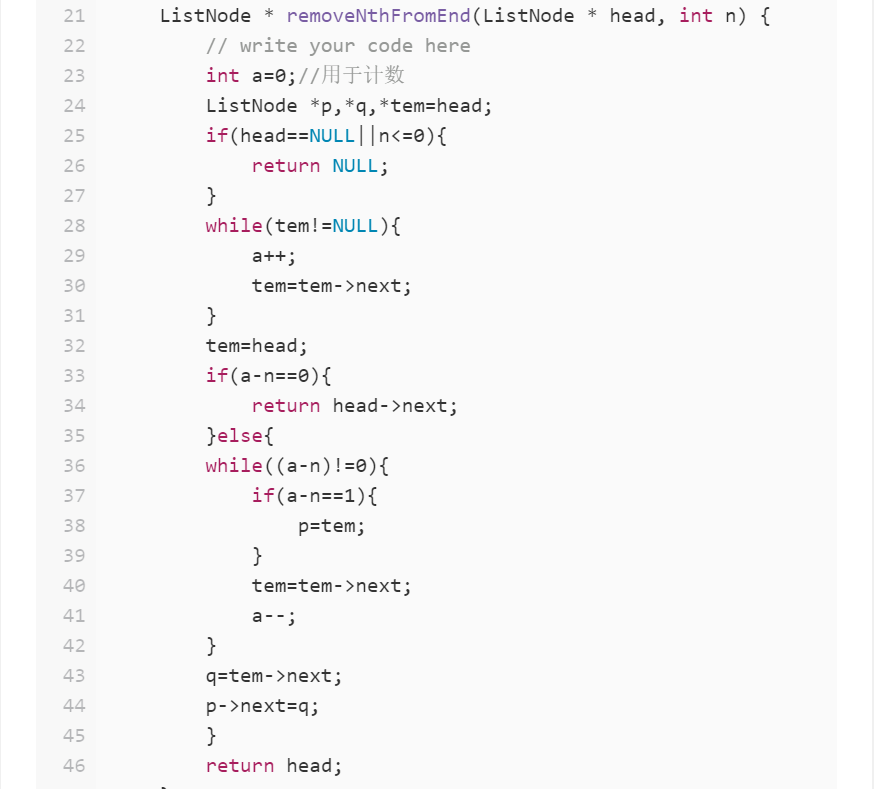 21 ListNode * removeNthFromEnd(ListNode * head, int n) {
22 // write your code here
23 int a=0;//用于计数
24 ListNode *p,*q,*tem=head;
25 if(head==NULL||n<=0){
26 return NULL;
27 }
28 while(tem!=NULL){
29 a++;
30 tem=tem->next;
31 }
32 tem=head;
33 if(a-n==0){
34 return head->next;
35 }else{
36 while((a-n)!=0){
37 if(a-n==1){
38 p=tem;
39 }
40 tem=tem->next;
41 a--;
42 }
43 q=tem->next;
44 p->next=q;
45 }
46 return head;